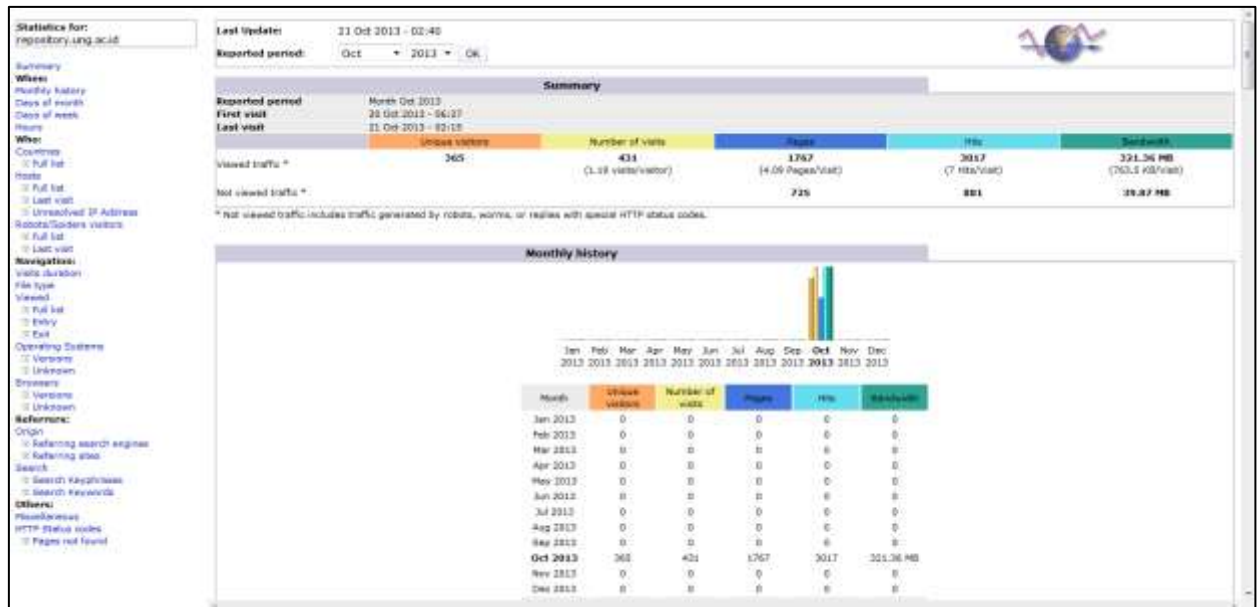 Statistics for:
repository.ung.ac.id
Summary
When:
Monthly history
Days of month
Days of week
Hours
Who:
Countries
Full list
Hosts
Full list
Last visit
Unresolved IP Address
Robots/Spiders visitors
Full list
Last visit
Navigation:
Visits duration
File type
Viewed
Full list
Entry
Exit
Operating Systems
Versions
Unknown
Browsers
Versions
Unknown
Referrers:
Origin
Referring search engines
Referring sites
Search
Search Keyphrases
Search Keywords
Others:
Miscellaneous
HTTP Status codes
Pages not found
Last Update: 21 Oct 2013 - 02:40
Reported period: Oct 2013 OK
Summary
Reported period Month Oct 2013
First visit 20 Oct 2013 -
Last visit 21 Oct 2013 -
Unique visitors Number of visits Pages Hits Bandwidth
Viewed traffic * 365 431 1767 3017 321.36 MB
(1.18 visits/visitor) (4.09 Pages/Visit) (7 Hits/Visit) (763.5 KB/Visit)
Not viewed traffic * 725 881 39.87 MB
* Not viewed traffic includes traffic generated by robots, worms, or replies with special HTTP status codes.
Monthly history
Jan Feb Mar Apr May Jun Jul Aug Sep Oct Nov Dec
2013 2013 2013 2013 2013 2013 2013 2013 2013 2013 2013 2013
Month Unique visitors Number of visits Pages Hits Bandwidth
Jan 2013 0 0 0 0 0
Feb 2013 0 0 0 0 0
Mar 2013 0 0 0 0 0
Apr 2013 0 0 0 0 0
May 2013 0 0 0 0 0
Jun 2013 0 0 0 0 0
Jul 2013 0 0 0 0 0
Aug 2013 0 0 0 0 0
Sep 2013 0 0 0 0 0
Oct 2013 365 431 1767 3017 321.36 MB
Nov 2013 0 0 0 0 0
Dec 2013 0 0 0 0 0